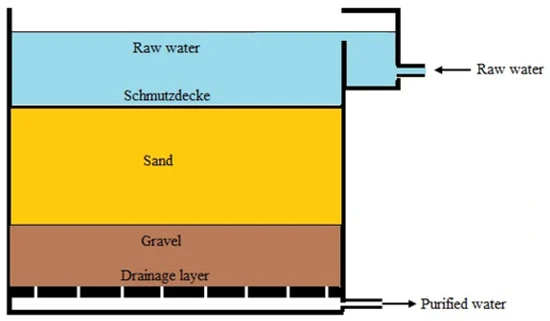 Raw water
Raw water
Schmutzdecke
Sand
Gravel
Drainage layer
Purified water